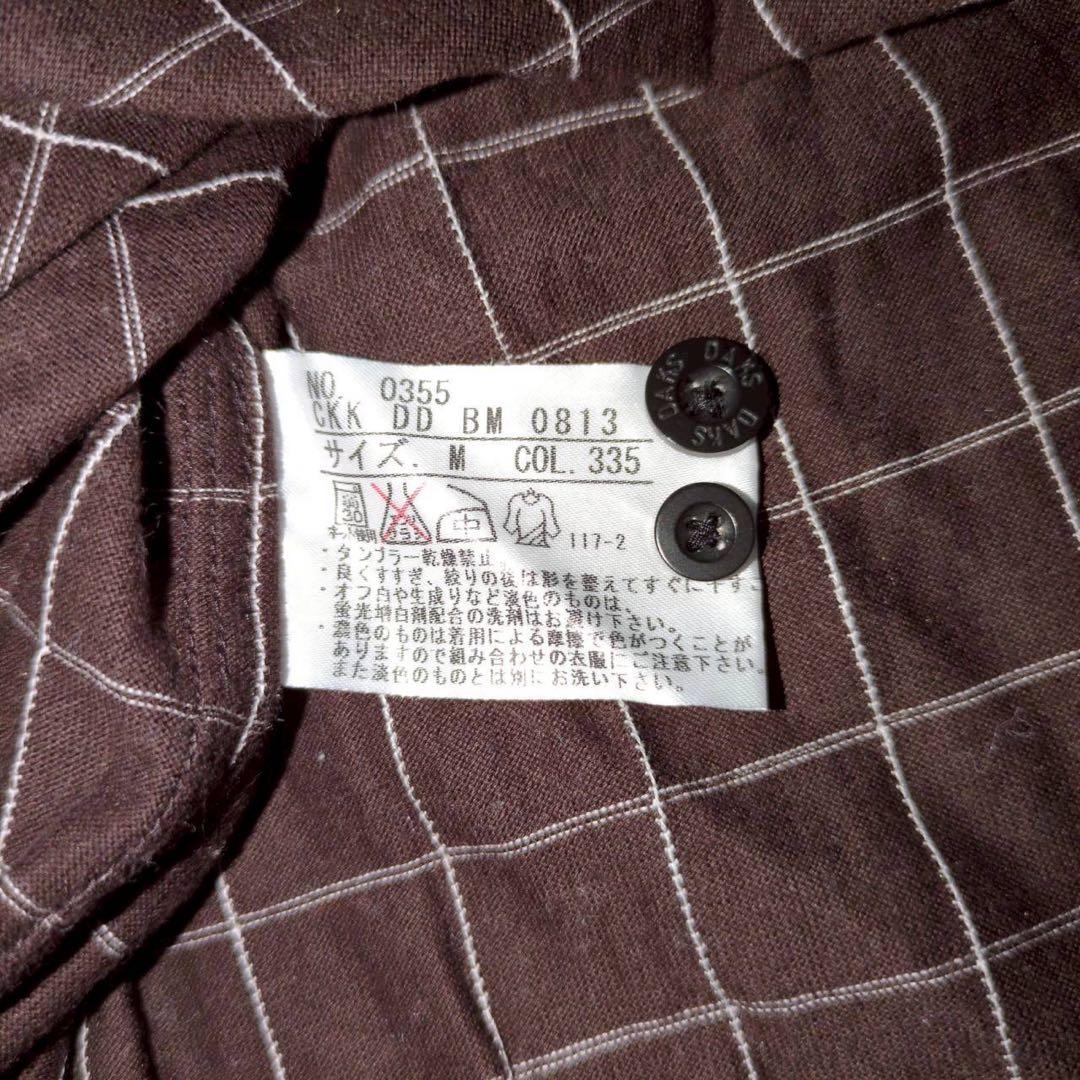 NO. 0355
CKK DD BM 0813
サイズ. M COL.335
中
117-2
・タンブラー乾燥禁止。
・良くすすぎ、絞りの後は形を整えてすぐに干す。
・オフ白や生成りなど淡色のものは、
蛍光増白剤配合の洗剤はお避け下さい。
・濃色のものは着用による摩擦で色がつくことが
ありますので組み合わせの衣服にご注意下さい。
また淡色のものとは別にお洗い下さい。
DAKS DAKS DAKS